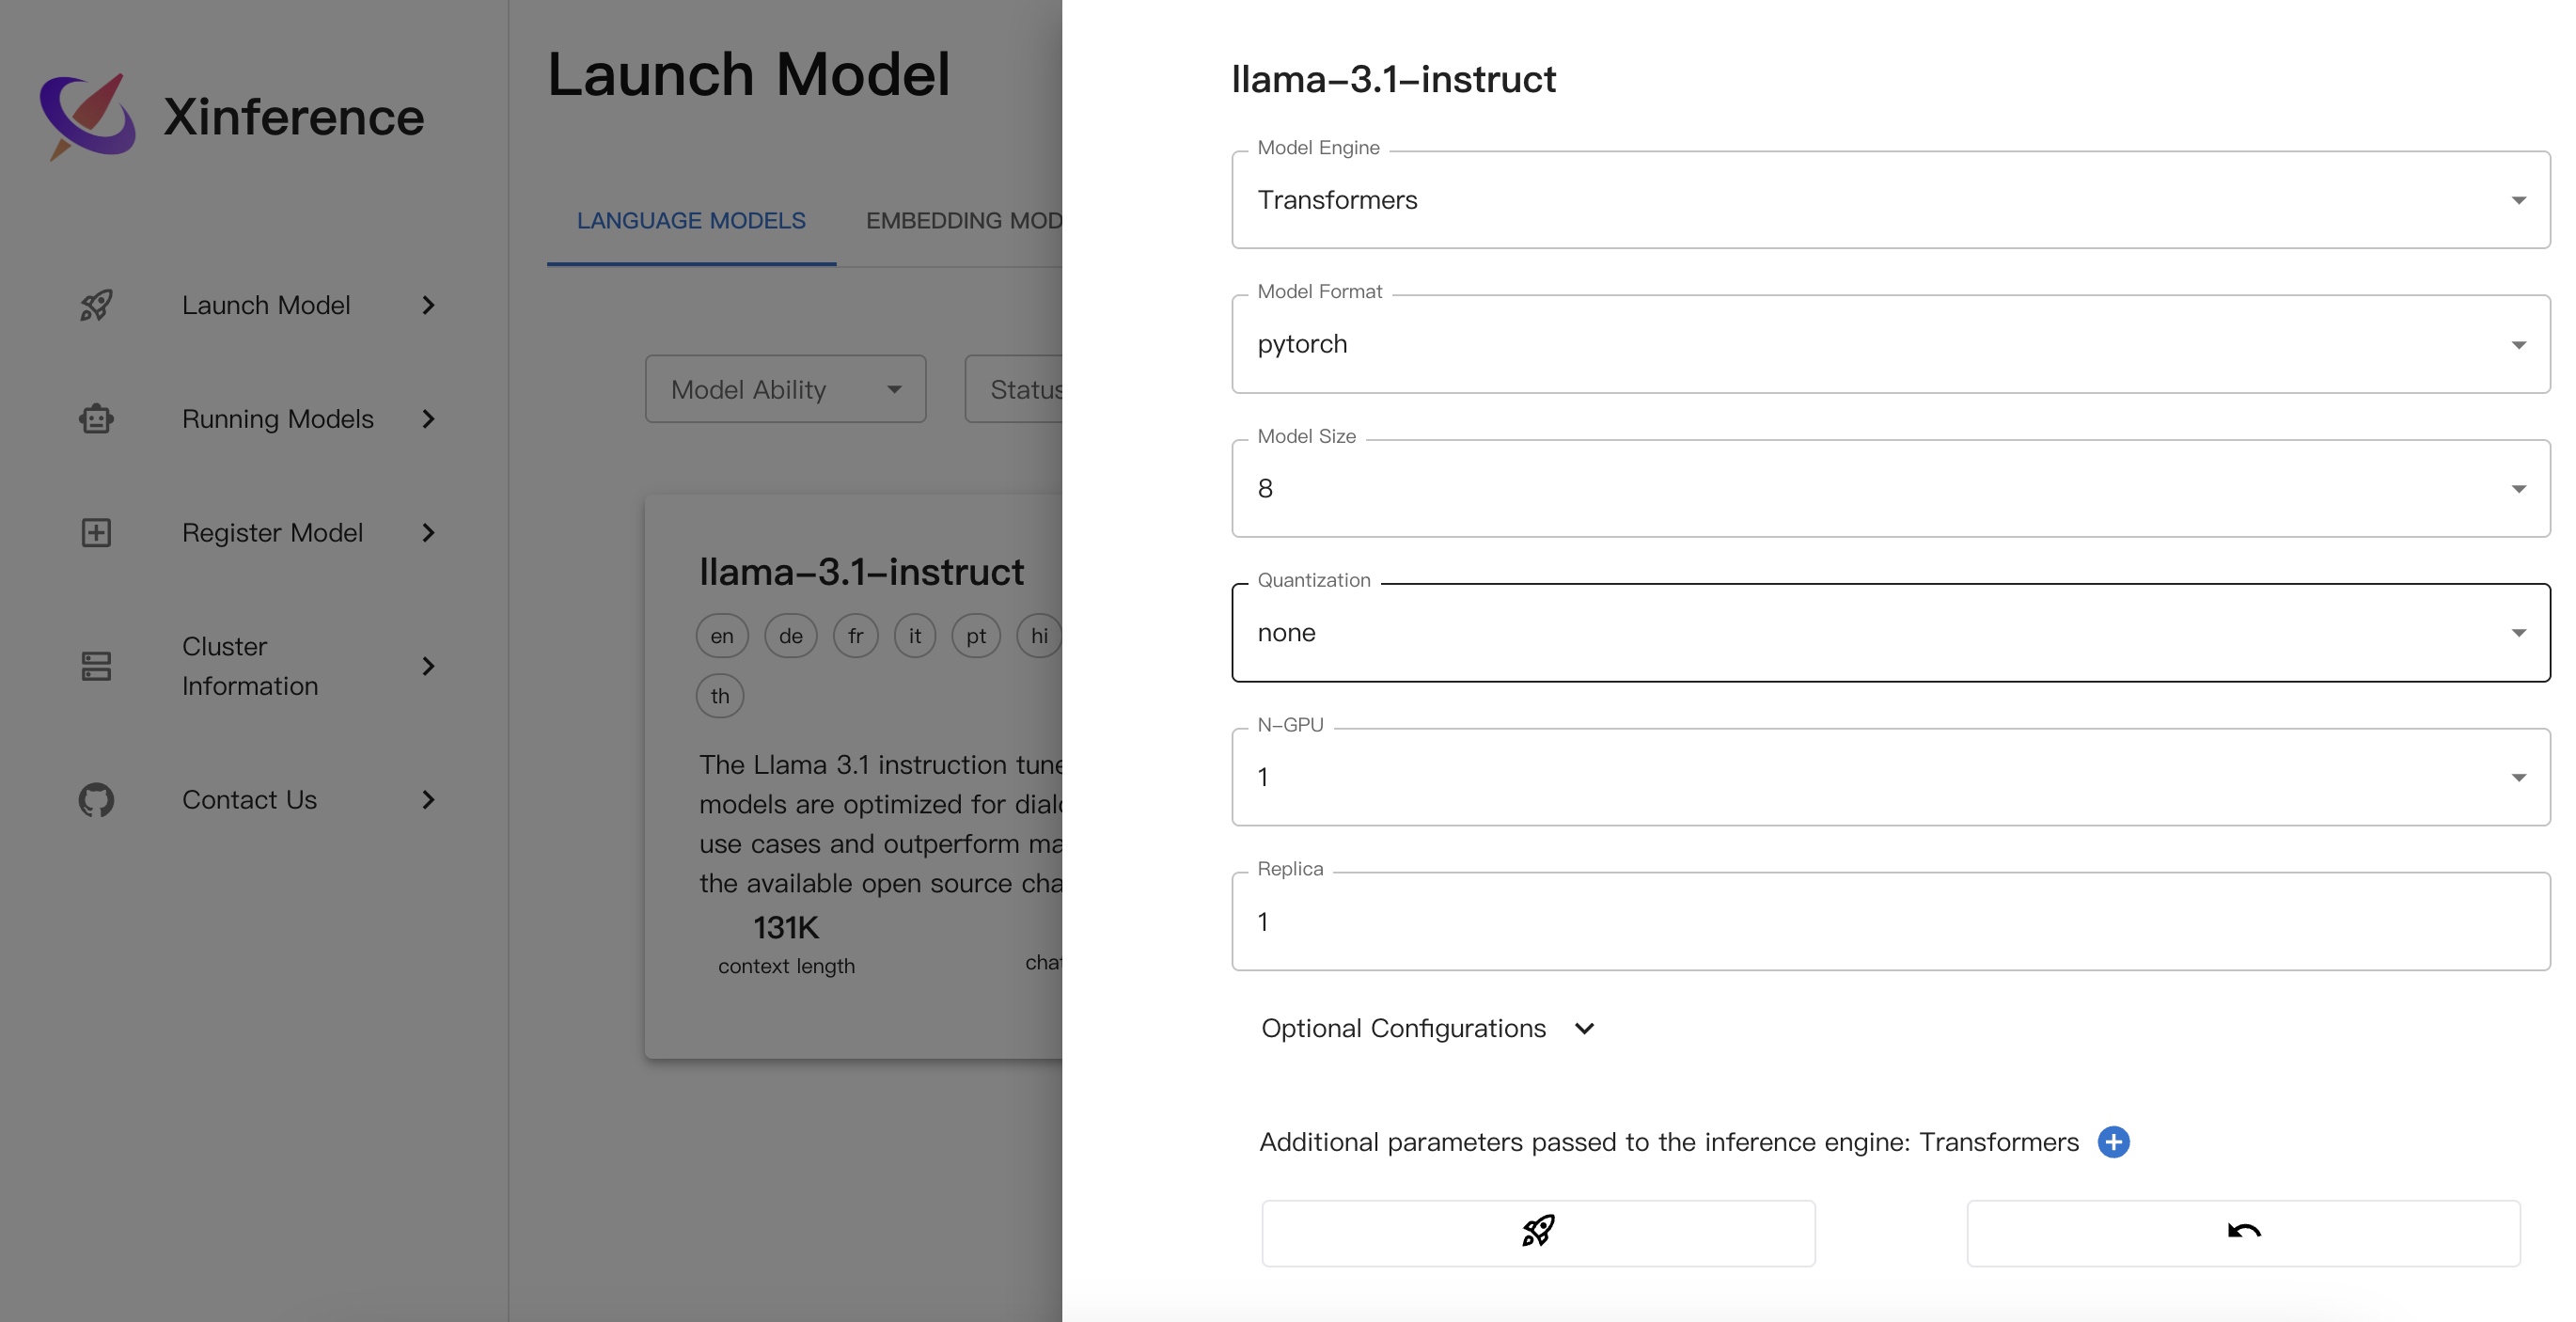 Xinference
Launch Model
Running Models
Register Model
Cluster
Information
Contact Us
Launch Model
LANGUAGE MODELS
EMBEDDING MOD
Model Ability
Status
llama-3.1-instruct
en de fr it pt hi
th
The Llama 3.1 instruction tune
models are optimized for dial
use cases and outperform ma
the available open source cha
131K
context length
chat
llama-3.1-instruct
Model Engine
Transformers
Model Format
pytorch
Model Size
8
Quantization
none
N-GPU
1
Replica
1
Optional Configurations
Additional parameters passed to the inference engine: Transformers